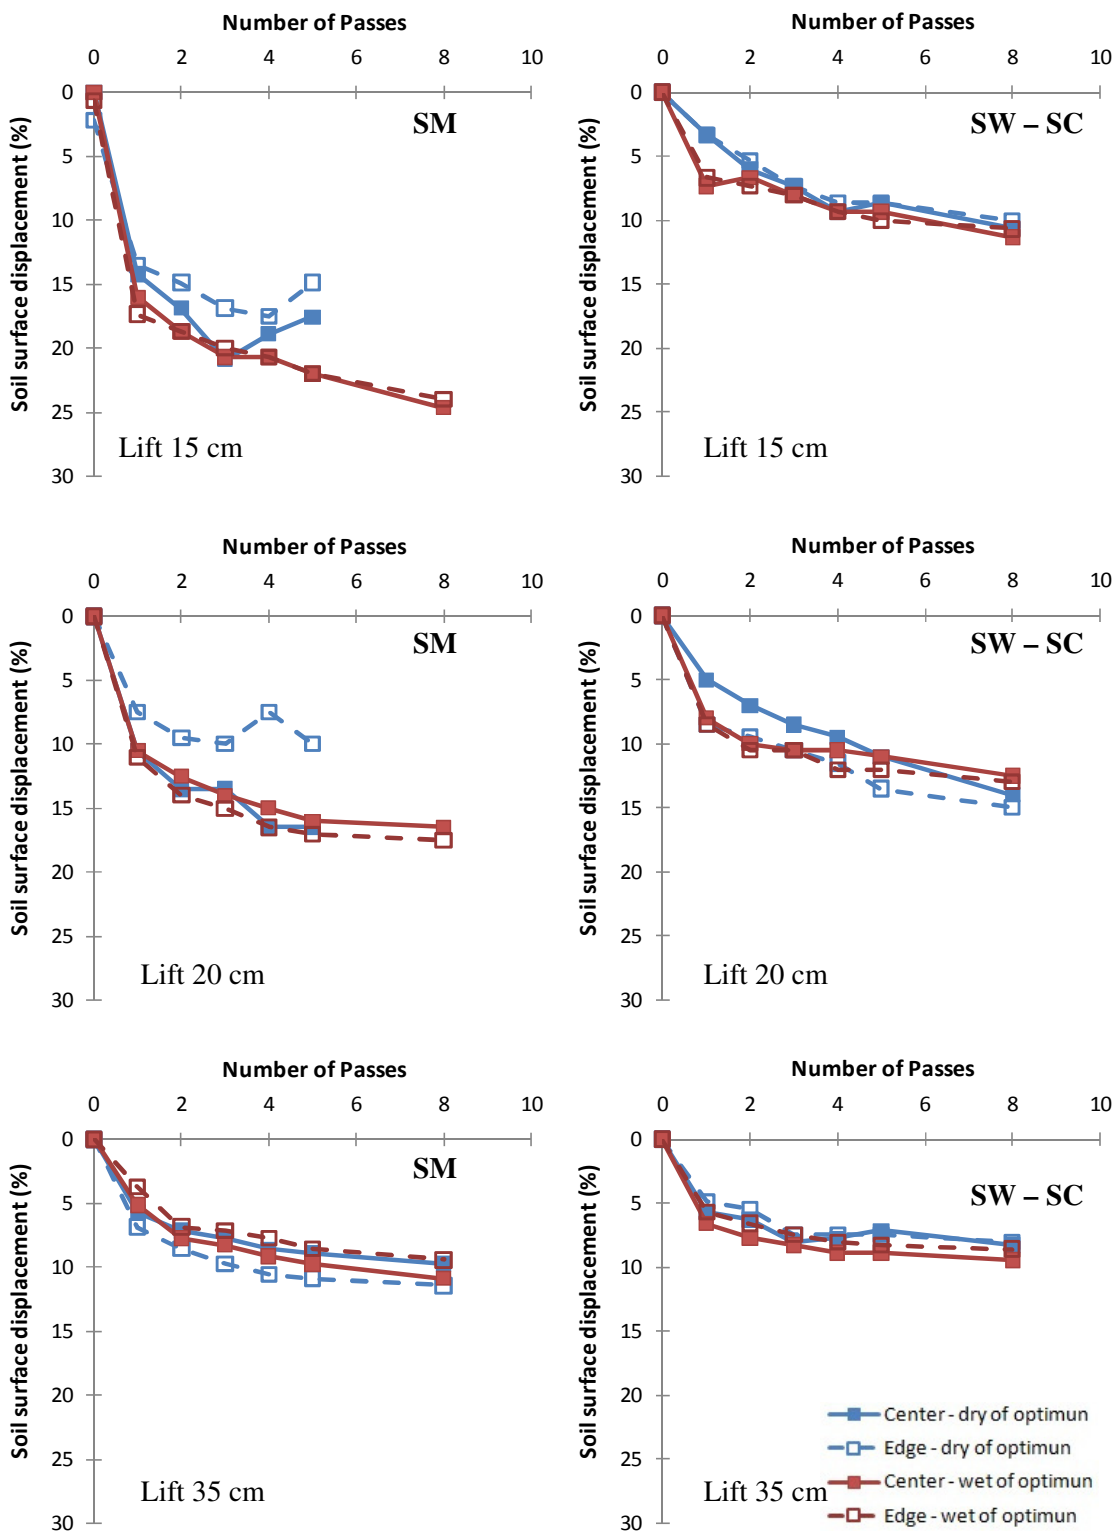 Number of Passes
0 2 4 6 8 10
Soil surface displacement (%)
0
5
10
15
20
25
30
SM
Lift 15 cm
Number of Passes
0 2 4 6 8 10
Soil surface displacement (%)
0
5
10
15
20
25
30
SW – SC
Lift 15 cm
Number of Passes
0 2 4 6 8 10
Soil surface displacement (%)
0
5
10
15
20
25
30
SM
Lift 20 cm
Number of Passes
0 2 4 6 8 10
Soil surface displacement (%)
0
5
10
15
20
25
30
SW – SC
Lift 20 cm
Number of Passes
0 2 4 6 8 10
Soil surface displacement (%)
0
5
10
15
20
25
30
SM
Lift 35 cm
Number of Passes
0 2 4 6 8 10
Soil surface displacement (%)
0
5
10
15
20
25
30
SW – SC
Lift 35 cm
Center - dry of optimun
Edge - dry of optimun
Center - wet of optimun
Edge - wet of optimun